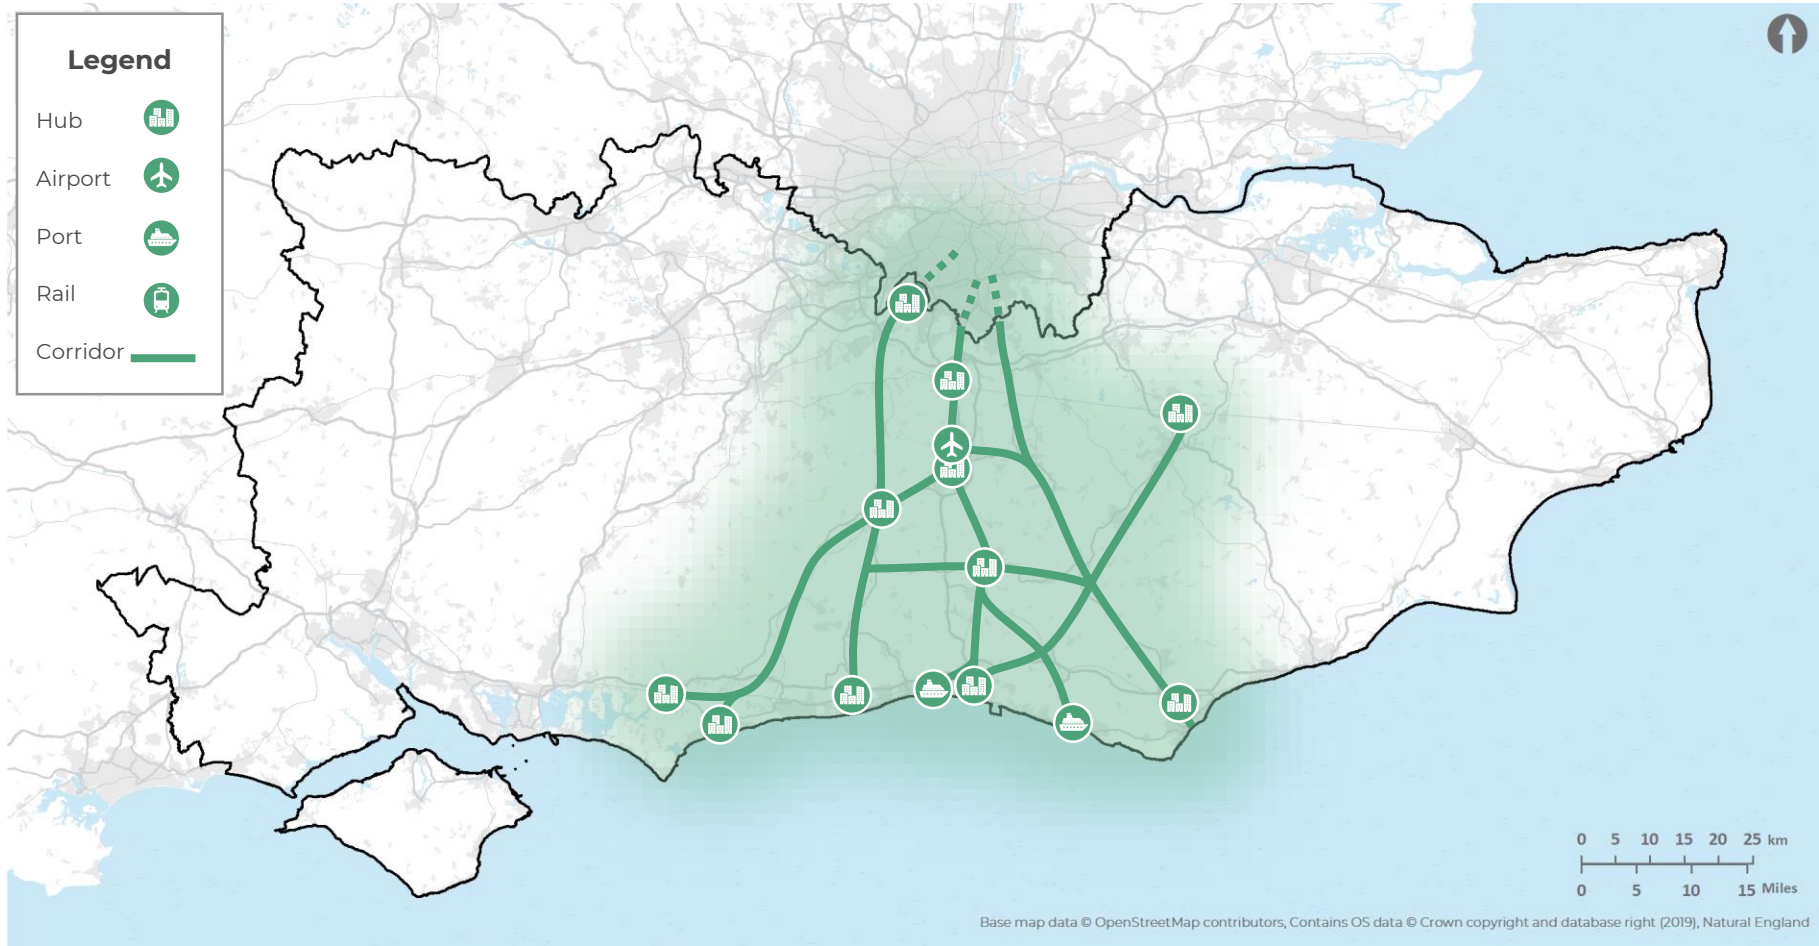 Legend
Hub
Airport
Port
Rail
Corridor
0 5 10 15 20 25 km
0 5 10 15 Miles
Base map data © OpenStreetMap contributors, Contains OS data © Crown copyright and database right (2019), Natural England